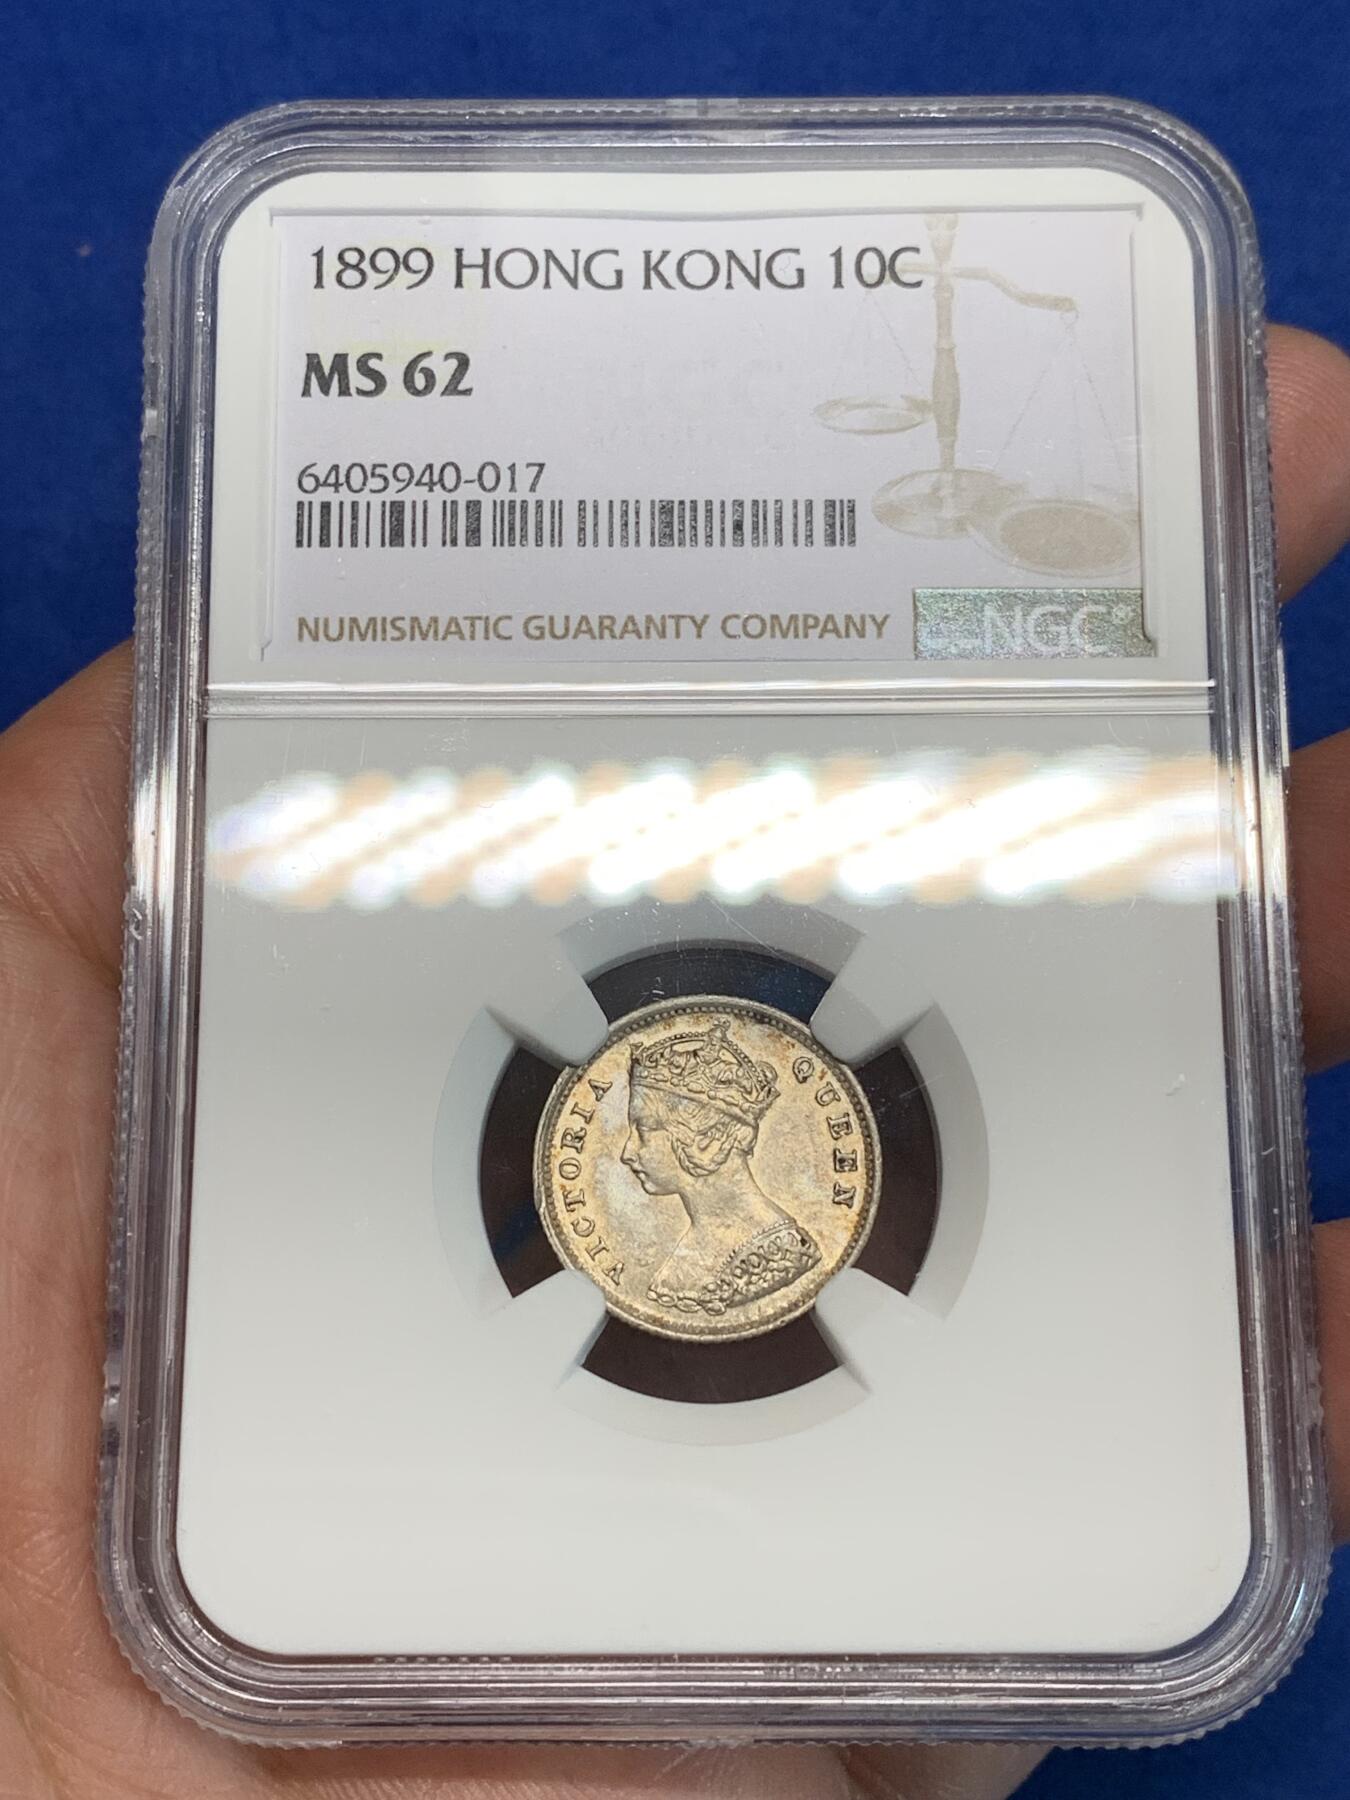 1899 HONG KONG 10C
MS 62
6405940-017
NUMISMATIC GUARANTY COMPANY
NGC
VICTORIA QUEEN